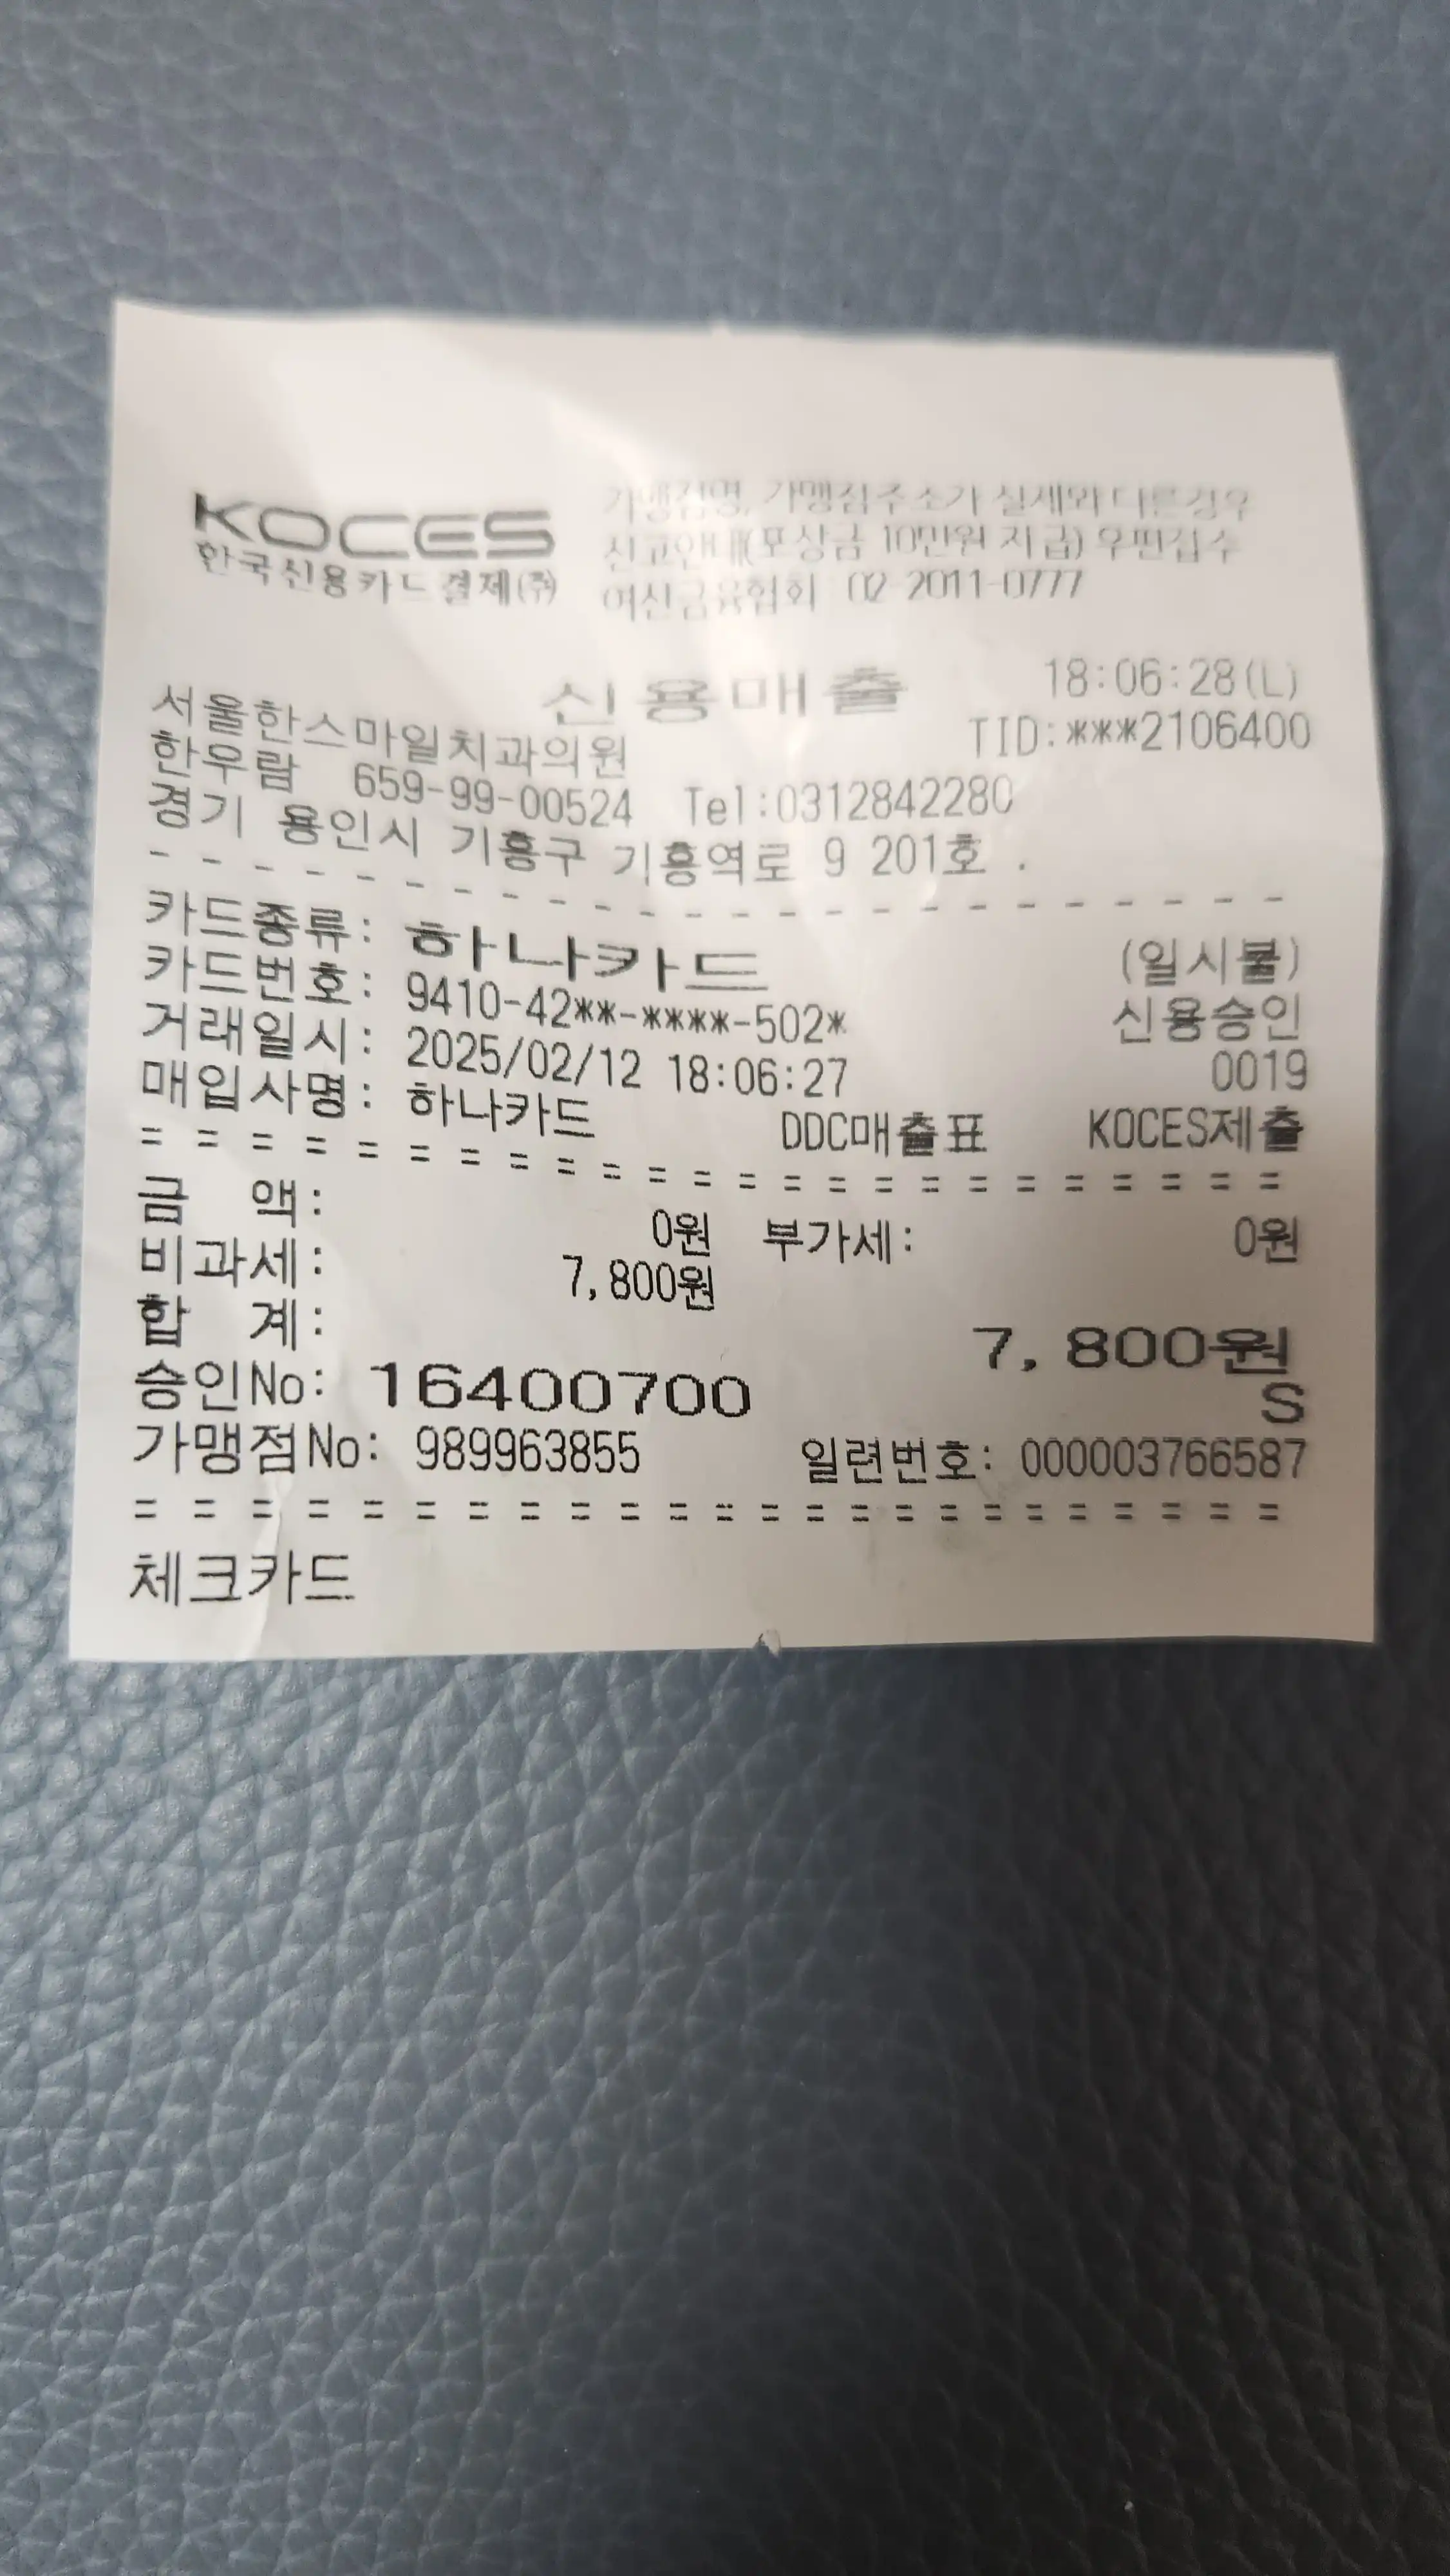 KOCES
한국신용카드결제(주)
가맹점명, 가맹점주소가 실제와 다른경우
신고안내(포상금 10만원 지급) 우편접수
여신금융협회 02-2011-0777
신용매출
18:06:28(L)
서울한스마일치과의원
TID:***2106400
한우람 659-99-00524 Tel:0312842280
경기 용인시 기흥구 기흥역로 9 201호 .
카드종류: 하나카드 (일시불)
카드번호: 9410-42**-****-502* 신용승인
거래일시: 2025/02/12 18:06:27 0019
매입사명: 하나카드 DDC매출표 KOCES제출
금 액: 0원 부가세: 0원
비과세: 7,800원
합 계: 7,800원
승인No: 16400700 S
가맹점No: 989963855 일련번호: 000003766587
체크카드